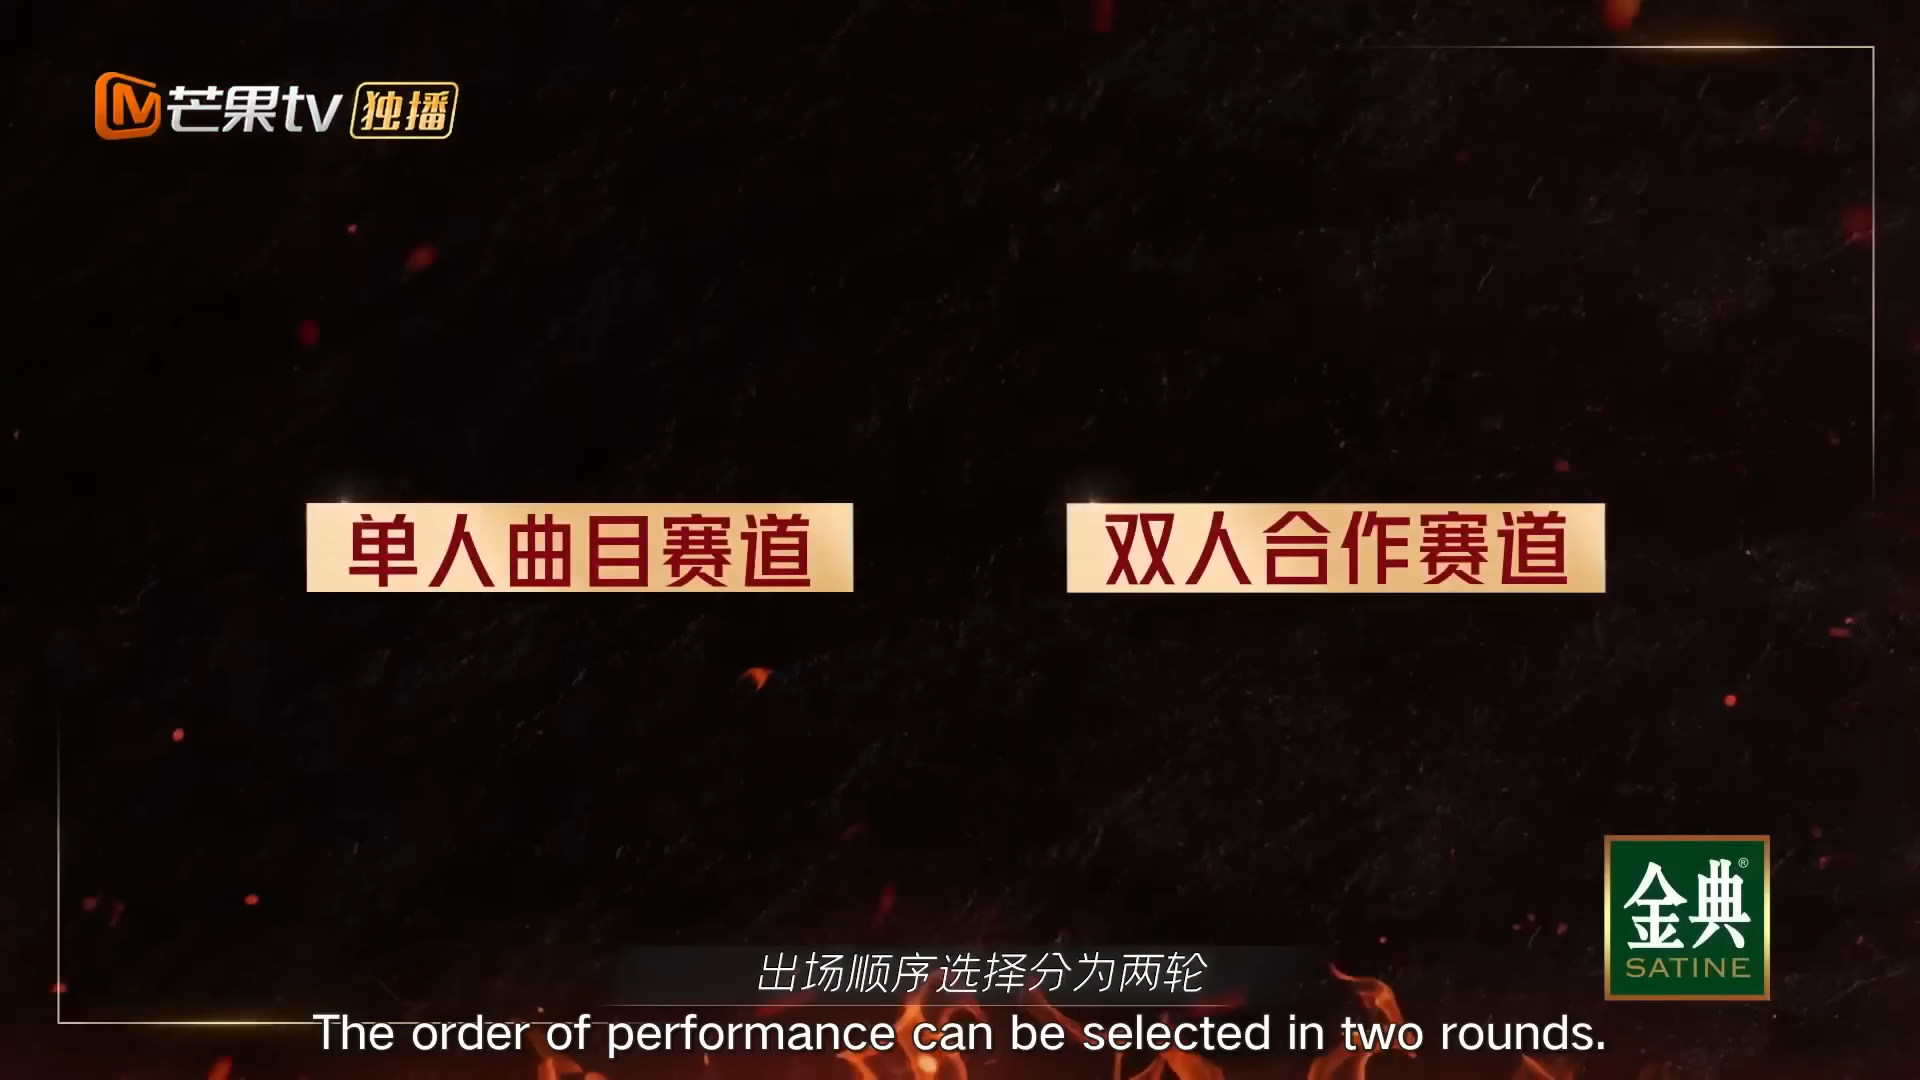 芒果tv 独播
单人曲目赛道
双人合作赛道
金典®
SATINE
出场顺序选择分为两轮
The order of performance can be selected in two rounds.